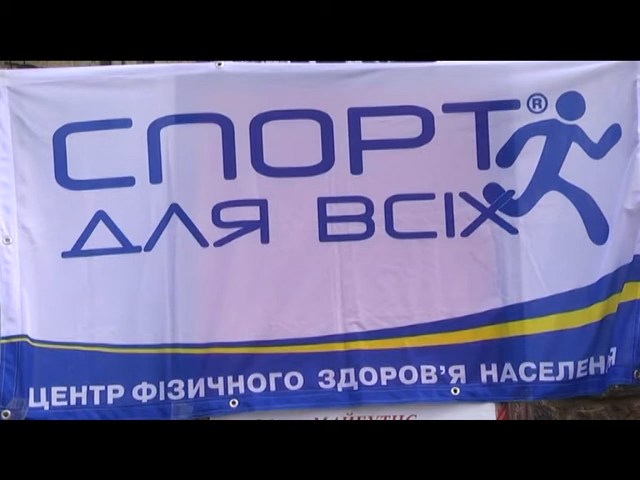 СПОРТ®
ДЛЯ ВСІХ
ЦЕНТР ФІЗИЧНОГО ЗДОРОВ'Я НАСЕЛЕННЯ